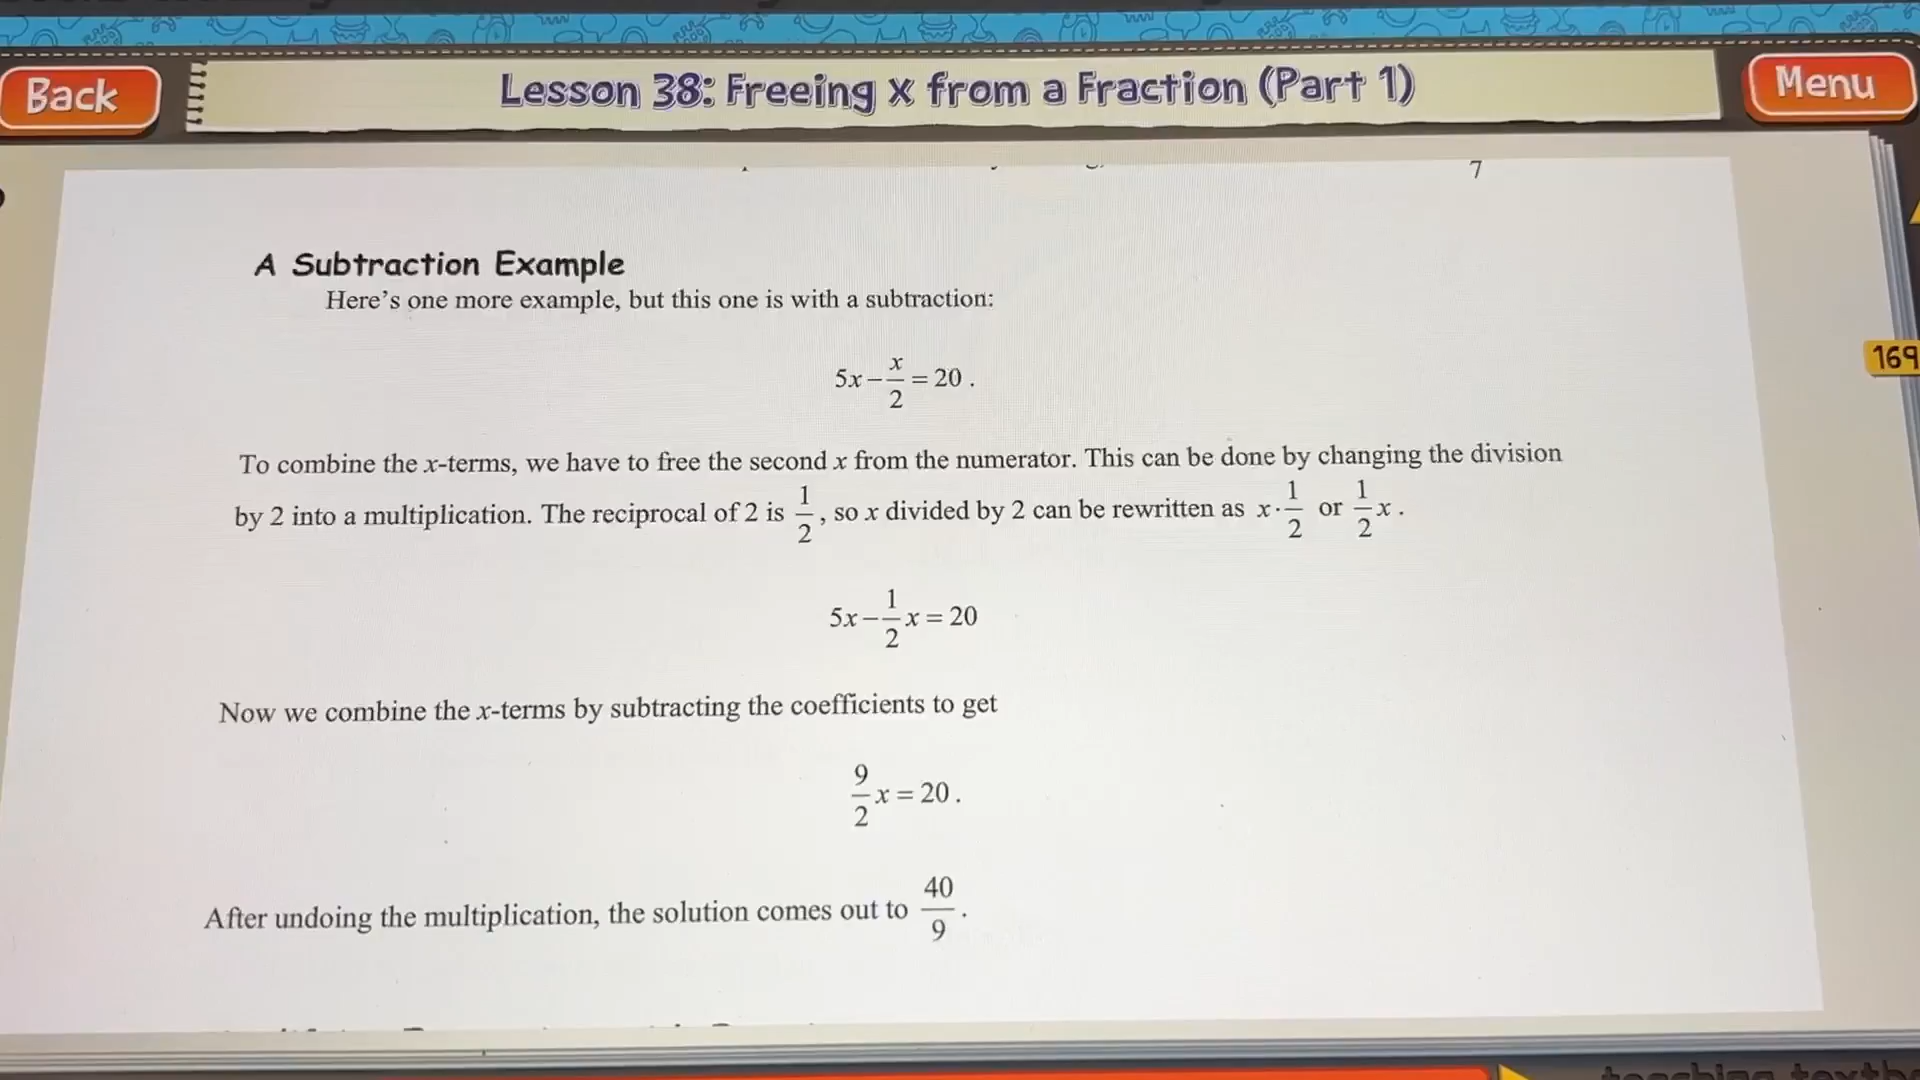 Back
Lesson 38: Freeing x from a Fraction (Part 1)
Menu
7
A Subtraction Example
Here's one more example, but this one is with a subtraction:
5x − x/2 = 20 .
169
To combine the x-terms, we have to free the second x from the numerator. This can be done by changing the division
by 2 into a multiplication. The reciprocal of 2 is 1/2 , so x divided by 2 can be rewritten as x · 1/2 or 1/2 x .
5x − 1/2 x = 20
Now we combine the x-terms by subtracting the coefficients to get
9/2 x = 20 .
After undoing the multiplication, the solution comes out to 40/9 .